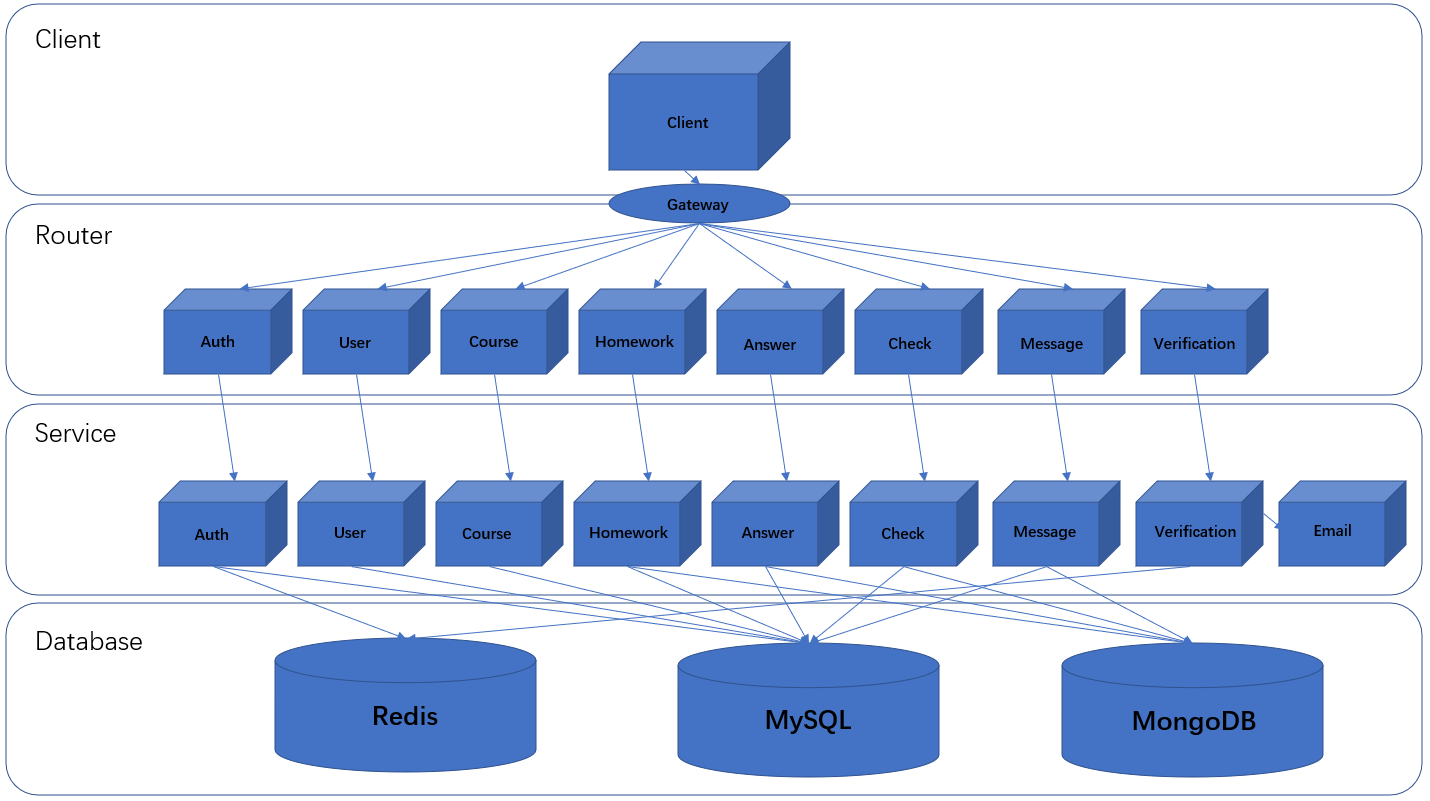 Client
Client
Gateway
Router
Auth
User
Course
Homework
Answer
Check
Message
Verification
Service
Auth
User
Course
Homework
Answer
Check
Message
Verification
Email
Database
Redis
MySQL
MongoDB